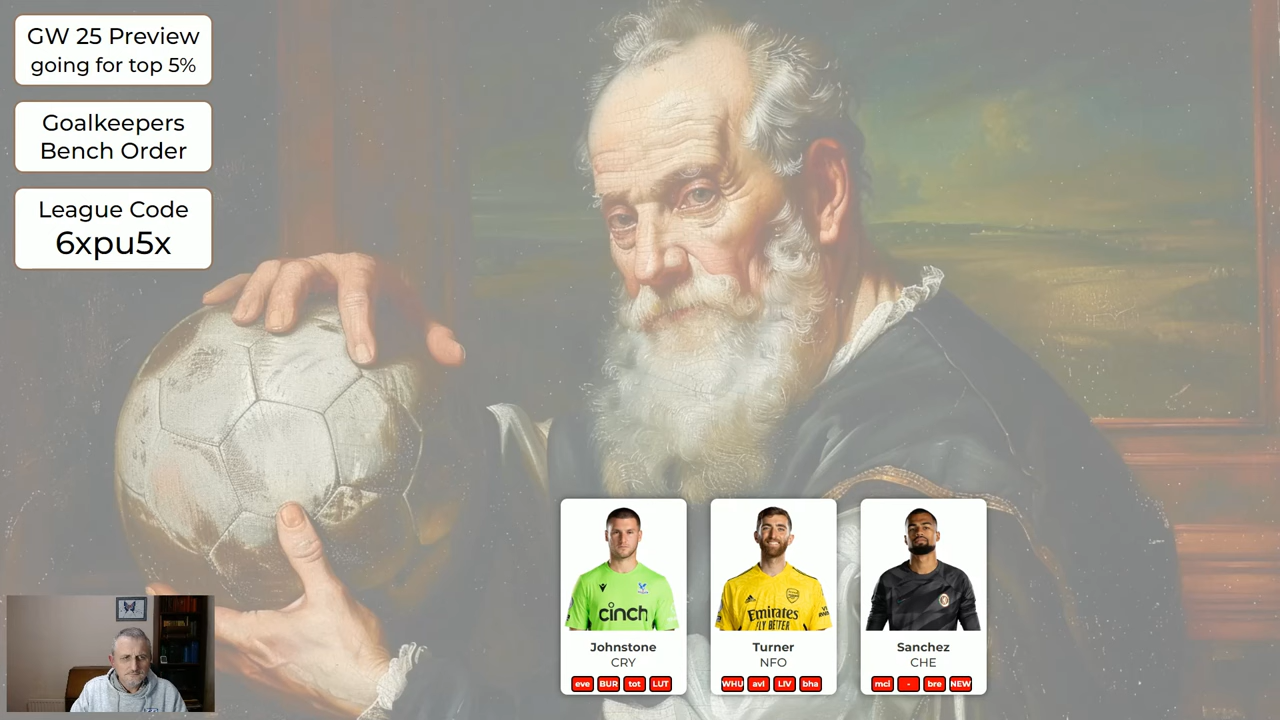 GW 25 Preview
going for top 5%
Goalkeepers
Bench Order
League Code
6xpu5x
cinch
Emirates
FLY BETTER
Johnstone
CRY
eve BUR tot LUT
Turner
NFO
WHU avl LIV bha
Sanchez
CHE
mci - bre NEW